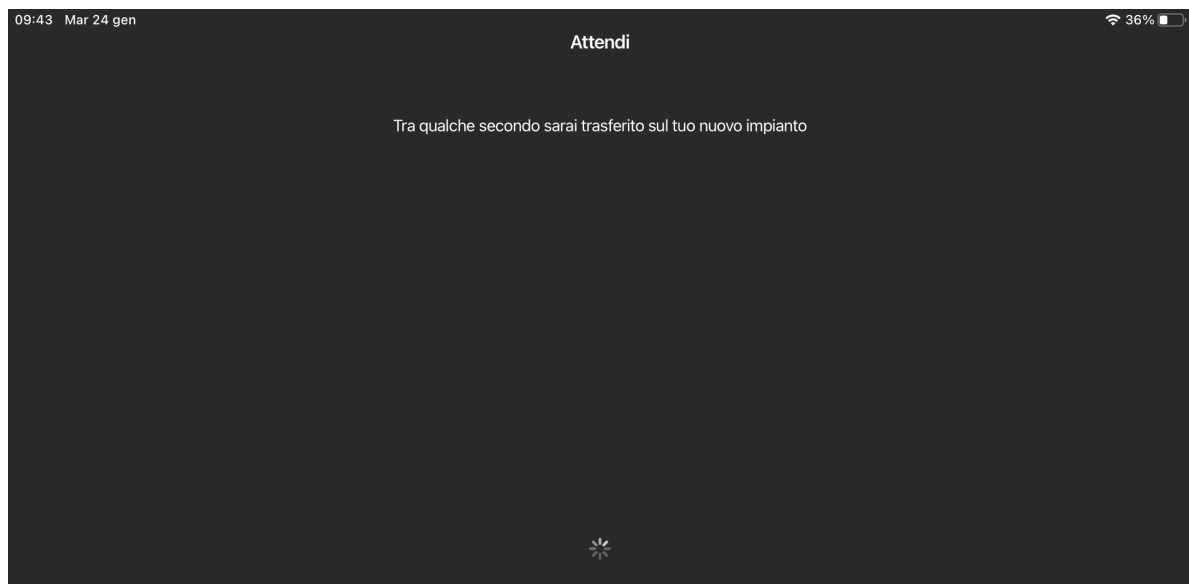 09:43 Mar 24 gen 36%
Attendi
Tra qualche secondo sarai trasferito sul tuo nuovo impianto